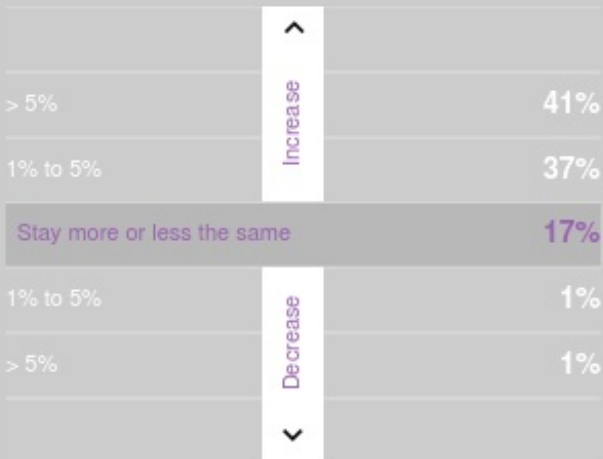 > 5%
41%
Increase
1% to 5%
37%
Stay more or less the same
17%
1% to 5%
1%
Decrease
> 5%
1%